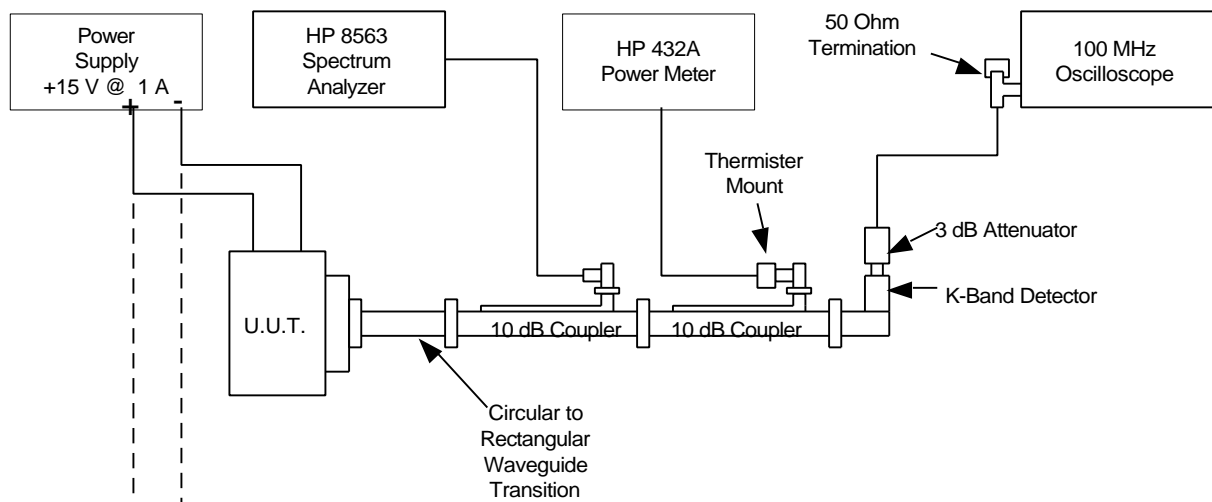 Power
Supply
+15 V @ 1 A
+ -
HP 8563
Spectrum
Analyzer
HP 432A
Power Meter
50 Ohm
Termination
100 MHz
Oscilloscope
Thermister
Mount
3 dB Attenuator
K-Band Detector
U.U.T.
10 dB Coupler
10 dB Coupler
Circular to
Rectangular
Waveguide
Transition